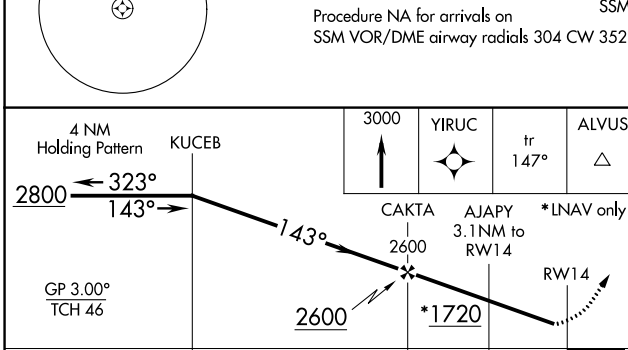 Procedure NA for arrivals on
SSM
SSM VOR/DME airway radials 304 CW 352
4 NM
Holding Pattern
KUCEB
3000
YIRUC
tr
147°
ALVUS
2800
323°
143°
143°
CAKTA
2600
AJAPY
3.1NM to
RW14
*LNAV only
RW14
GP 3.00°
TCH 46
2600
*1720